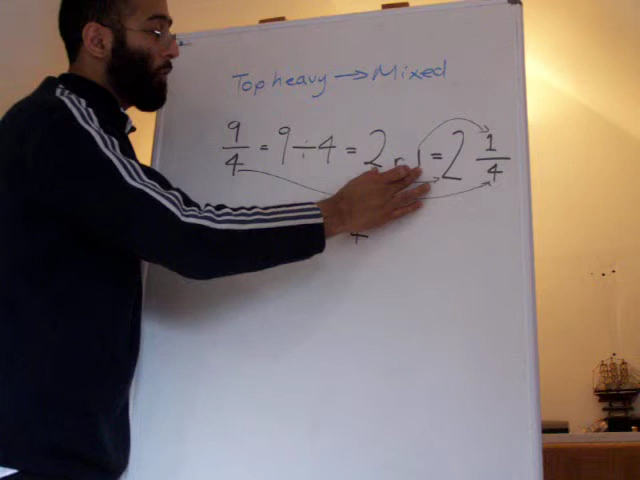 Top heavy → Mixed
9/4 = 9 ÷ 4 = 2 r 1 = 2 1/4